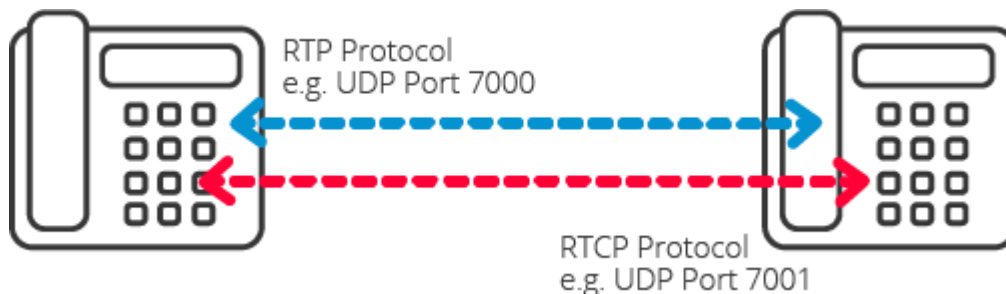 RTP Protocol
e.g. UDP Port 7000
RTCP Protocol
e.g. UDP Port 7001